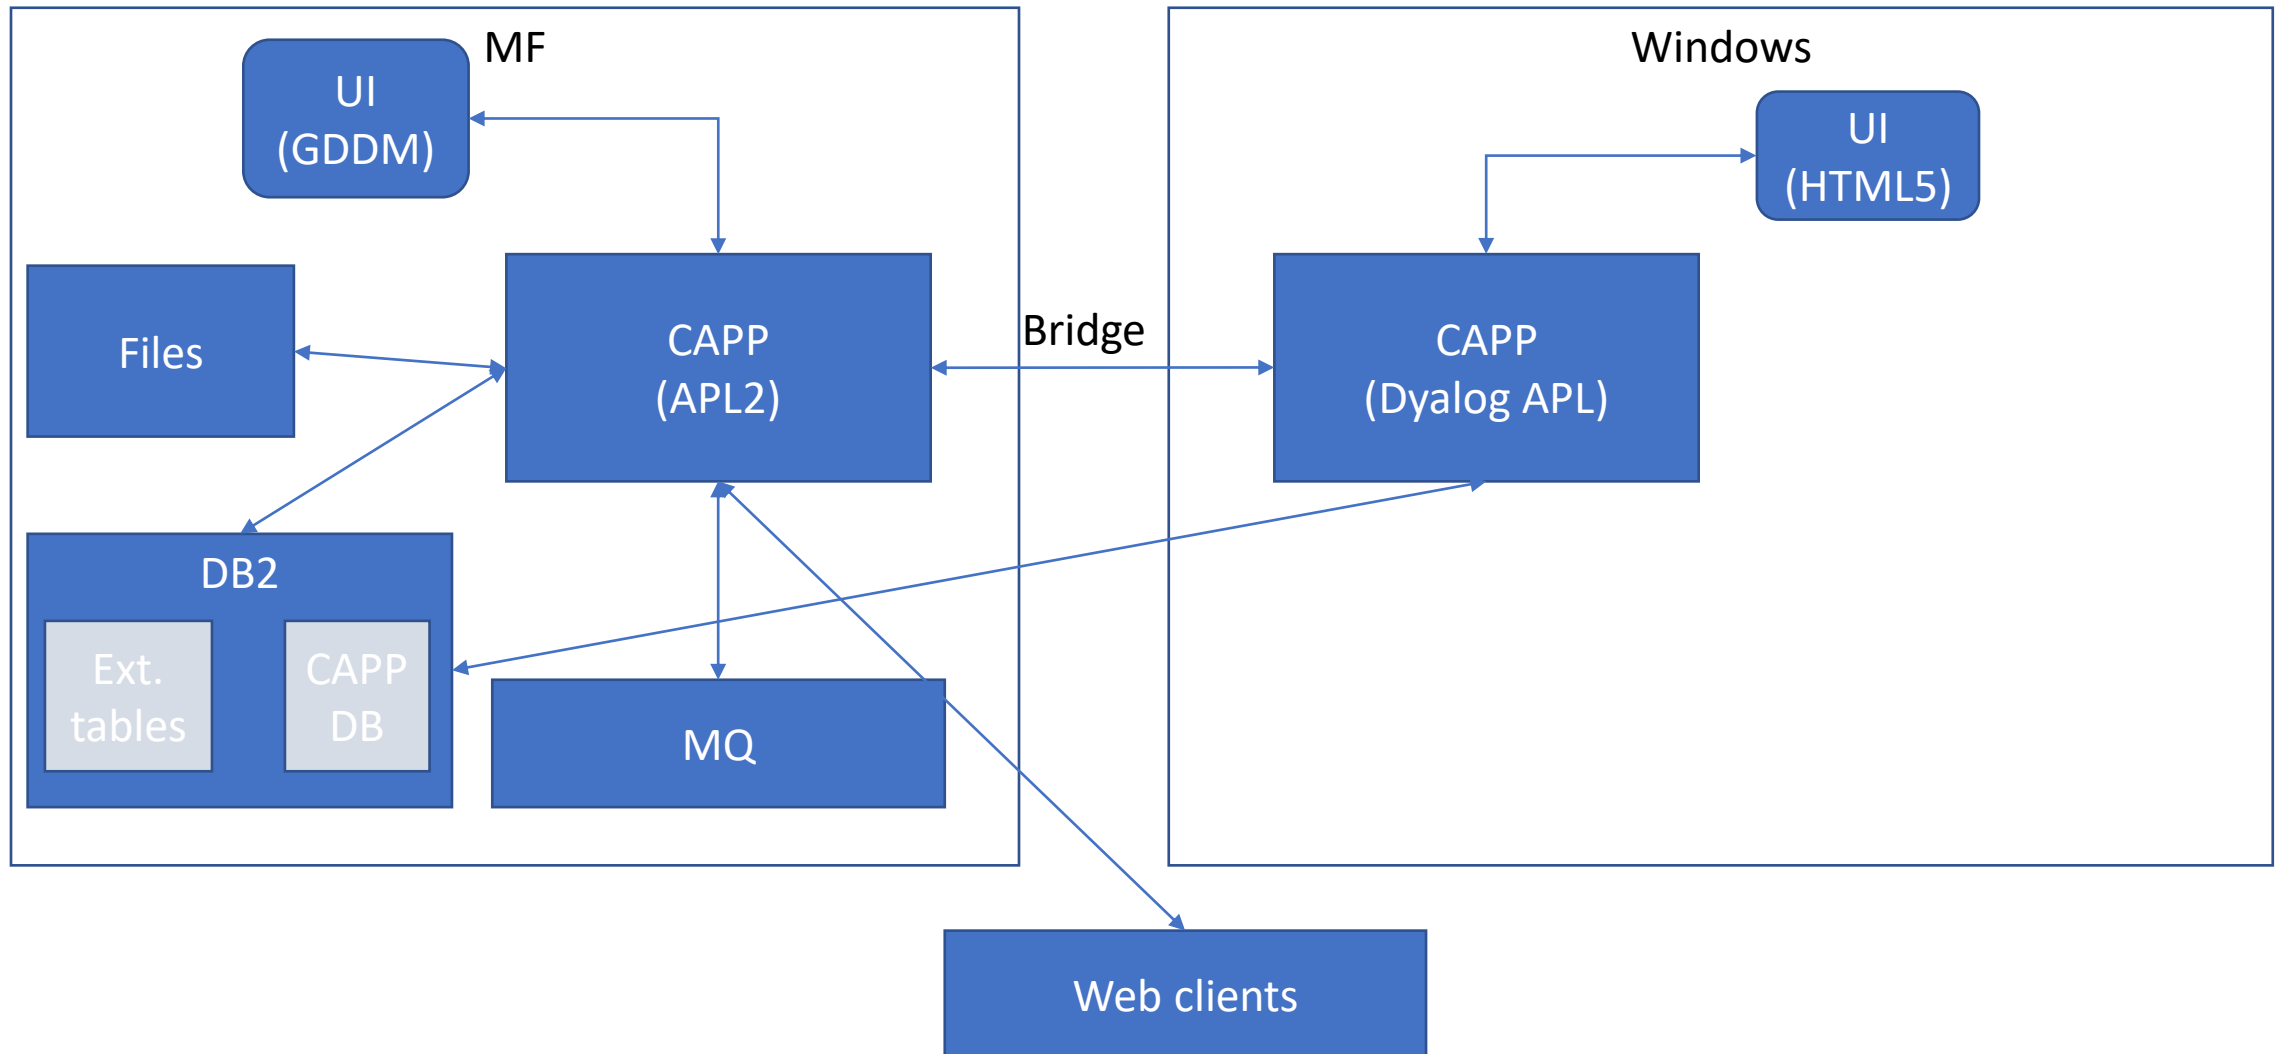 MF
UI
(GDDM)
Files
CAPP
(APL2)
DB2
Ext.
tables
CAPP
DB
MQ
Bridge
Windows
UI
(HTML5)
CAPP
(Dyalog APL)
Web clients